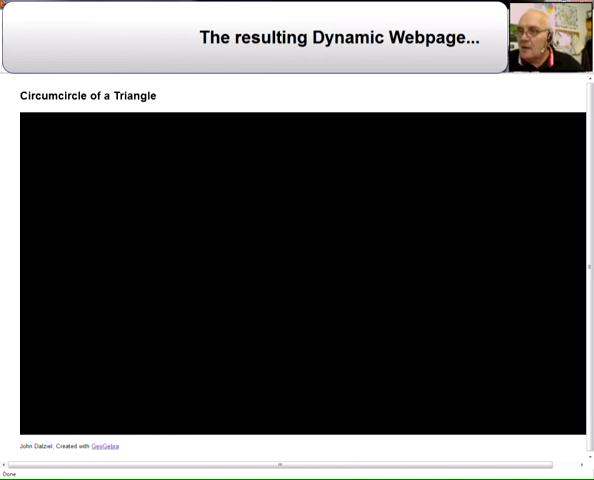 The resulting Dynamic Webpage...
Circumcircle of a Triangle
John Dalziel, Created with GeoGebra
Done